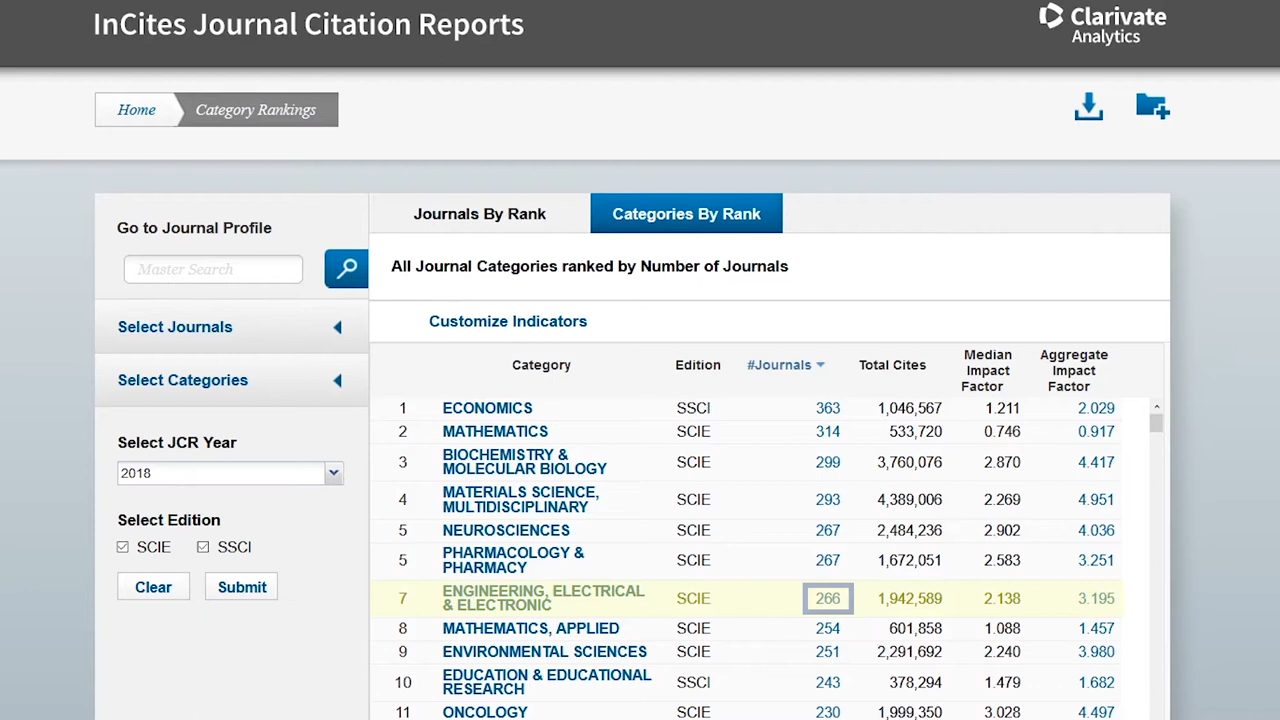 InCites Journal Citation Reports
Clarivate
Analytics
Home
Category Rankings
Go to Journal Profile
Master Search
Select Journals
Select Categories
Select JCR Year
2018
Select Edition
SCIE SSCI
Clear Submit
Journals By Rank Categories By Rank
All Journal Categories ranked by Number of Journals
Customize Indicators
Category Edition #Journals Total Cites Median Impact Factor Aggregate Impact Factor
1 ECONOMICS SSCI 363 1,046,567 1.211 2.029
2 MATHEMATICS SCIE 314 533,720 0.746 0.917
3 BIOCHEMISTRY & MOLECULAR BIOLOGY SCIE 299 3,760,076 2.870 4.417
4 MATERIALS SCIENCE, MULTIDISCIPLINARY SCIE 293 4,389,006 2.269 4.951
5 NEUROSCIENCES SCIE 267 2,484,236 2.902 4.036
5 PHARMACOLOGY & PHARMACY SCIE 267 1,672,051 2.583 3.251
7 ENGINEERING, ELECTRICAL & ELECTRONIC SCIE 266 1,942,589 2.138 3.195
8 MATHEMATICS, APPLIED SCIE 254 601,858 1.088 1.457
9 ENVIRONMENTAL SCIENCES SCIE 251 2,291,692 2.240 3.980
10 EDUCATION & EDUCATIONAL RESEARCH SSCI 243 378,294 1.479 1.682
11 ONCOLOGY SCIE 230 1,999,350 3.028 4.497